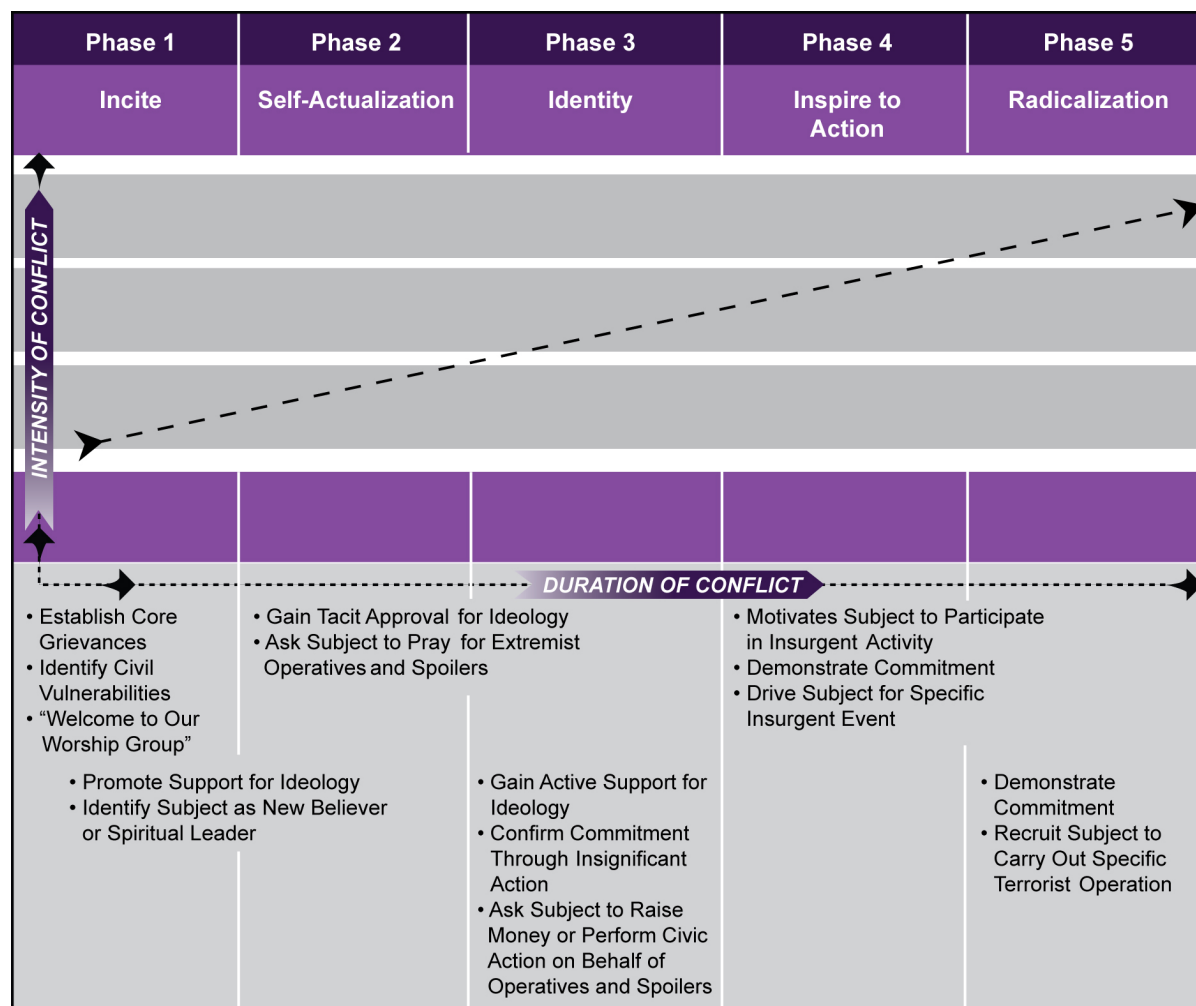 Phase 1
Phase 2
Phase 3
Phase 4
Phase 5
Incite
Self-Actualization
Identity
Inspire to
Action
Radicalization
INTENSITY OF CONFLICT
DURATION OF CONFLICT
• Establish Core
Grievances
• Identify Civil
Vulnerabilities
• “Welcome to Our
Worship Group”
• Promote Support for Ideology
• Identify Subject as New Believer
or Spiritual Leader
• Gain Tacit Approval for Ideology
• Ask Subject to Pray for Extremist
Operatives and Spoilers
• Gain Active Support for
Ideology
• Confirm Commitment
Through Insignificant
Action
• Ask Subject to Raise
Money or Perform Civic
Action on Behalf of
Operatives and Spoilers
• Motivates Subject to Participate
in Insurgent Activity
• Demonstrate Commitment
• Drive Subject for Specific
Insurgent Event
• Demonstrate
Commitment
• Recruit Subject to
Carry Out Specific
Terrorist Operation